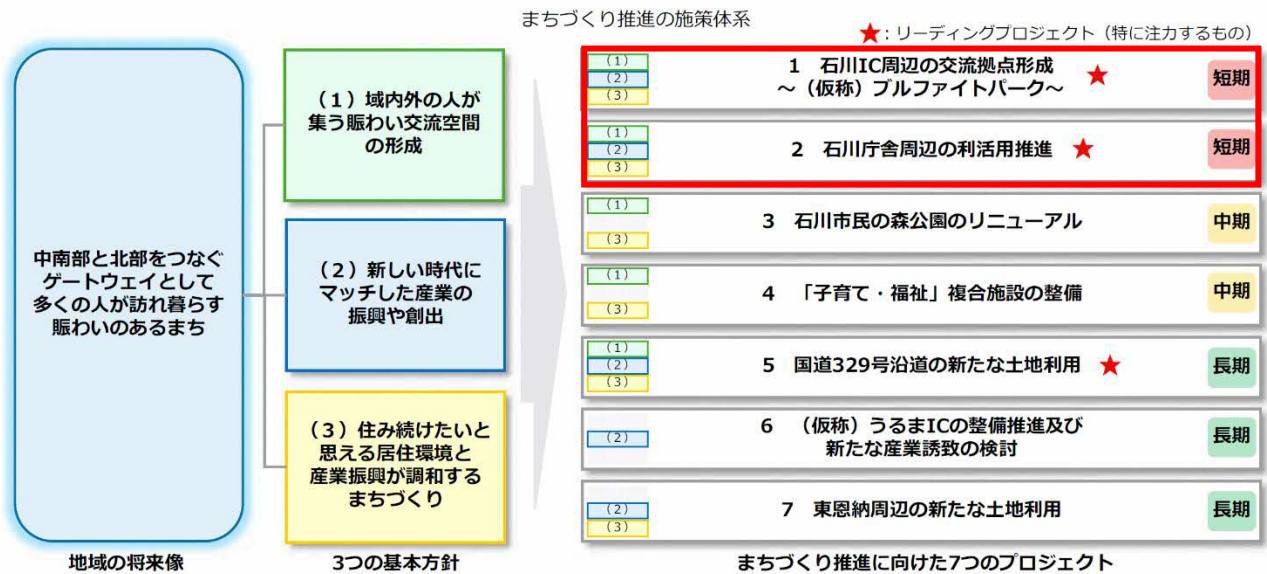 まちづくり推進の施策体系
★：リーディングプロジェクト（特に注力するもの）
中南部と北部をつなぐ
ゲートウェイとして
多くの人が訪れ暮らす
賑わいのあるまち
地域の将来像
（１）域内外の人が
集う賑わい交流空間
の形成
（２）新しい時代に
マッチした産業の
振興や創出
（３）住み続けたいと
思える居住環境と
産業振興が調和する
まちづくり
3つの基本方針
（1）
（2）
（3）
1　石川IC周辺の交流拠点形成
～（仮称）ブルファイトパーク～
★
短期
（1）
（2）
（3）
2　石川庁舎周辺の利活用推進
★
短期
（1）
（3）
3　石川市民の森公園のリニューアル
中期
（1）
（3）
4　「子育て・福祉」複合施設の整備
中期
（1）
（2）
（3）
5　国道329号沿道の新たな土地利用
★
長期
（2）
6　（仮称）うるまICの整備推進及び
新たな産業誘致の検討
長期
（2）
（3）
7　東恩納周辺の新たな土地利用
長期
まちづくり推進に向けた7つのプロジェクト